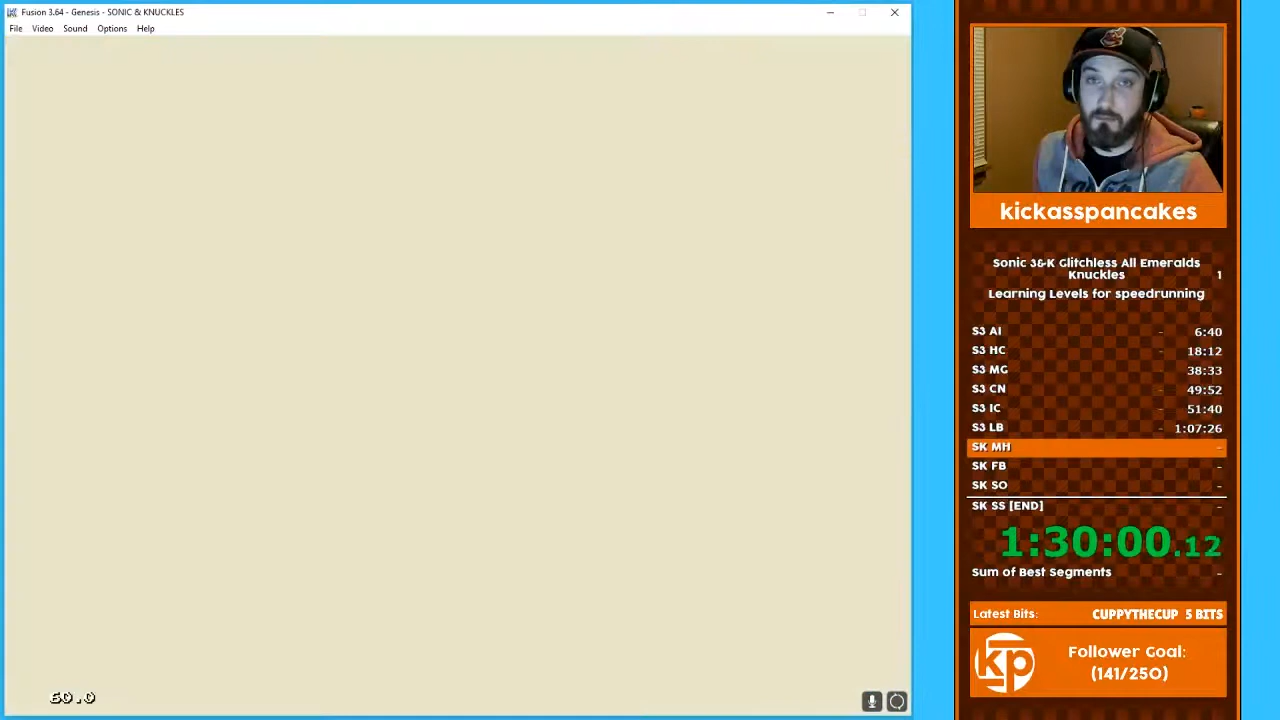 Fusion 3.64 - Genesis - SONIC & KNUCKLES
File Video Sound Options Help
60.0
kickasspancakes
Sonic 3&K Glitchless All Emeralds
Knuckles 1
Learning Levels for speedrunning
S3 AI - 6:40
S3 HC - 18:12
S3 MG - 38:33
S3 CN - 49:52
S3 IC - 51:40
S3 LB - 1:07:26
SK MH -
SK FB -
SK SO -
SK SS [END] -
1:30:00.12
Sum of Best Segments -
Latest Bits: CUPPYTHECUP 5 BITS
kp
Follower Goal:
(141/250)